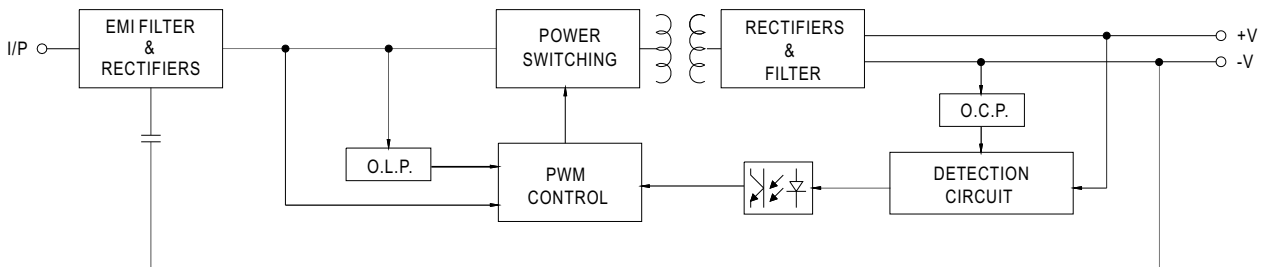 I/P
EMI FILTER
&
RECTIFIERS
POWER
SWITCHING
RECTIFIERS
&
FILTER
+V
-V
O.C.P.
O.L.P.
PWM
CONTROL
DETECTION
CIRCUIT